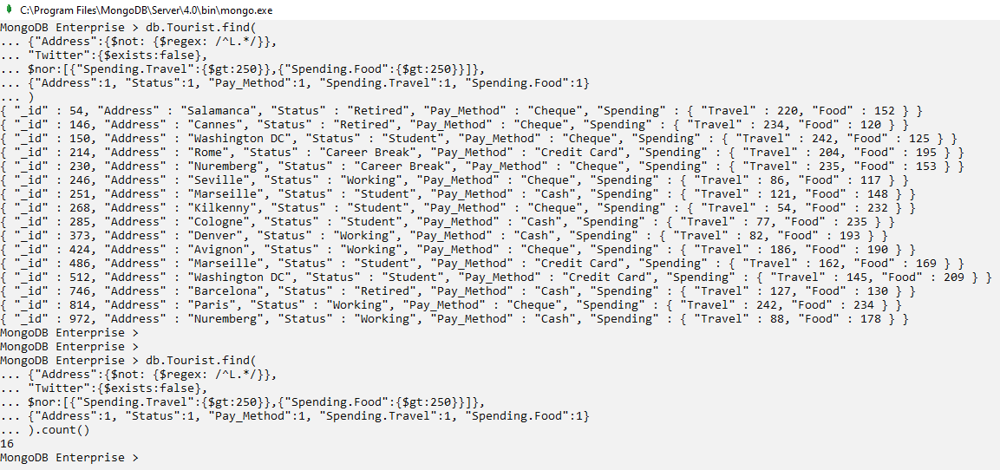 C:\Program Files\MongoDB\Server\4.0\bin\mongo.exe
MongoDB Enterprise > db.Tourist.find(
... {"Address":{$not: {$regex: /^L.*/}},
... "Twitter":{$exists:false},
... $nor:[{"Spending.Travel":{$gt:250}},{"Spending.Food":{$gt:250}}]},
... {"Address":1, "Status":1, "Pay_Method":1, "Spending.Travel":1, "Spending.Food":1}
... )
{ "_id" : 54, "Address" : "Salamanca", "Status" : "Retired", "Pay_Method" : "Cheque", "Spending" : { "Travel" : 220, "Food" : 152 } }
{ "_id" : 146, "Address" : "Cannes", "Status" : "Retired", "Pay_Method" : "Cheque", "Spending" : { "Travel" : 234, "Food" : 120 } }
{ "_id" : 150, "Address" : "Washington DC", "Status" : "Student", "Pay_Method" : "Cheque", "Spending" : { "Travel" : 242, "Food" : 125 } }
{ "_id" : 214, "Address" : "Rome", "Status" : "Career Break", "Pay_Method" : "Credit Card", "Spending" : { "Travel" : 204, "Food" : 195 } }
{ "_id" : 230, "Address" : "Nuremberg", "Status" : "Career Break", "Pay_Method" : "Cheque", "Spending" : { "Travel" : 235, "Food" : 153 } }
{ "_id" : 246, "Address" : "Seville", "Status" : "Working", "Pay_Method" : "Cheque", "Spending" : { "Travel" : 86, "Food" : 117 } }
{ "_id" : 251, "Address" : "Marseille", "Status" : "Student", "Pay_Method" : "Cash", "Spending" : { "Travel" : 121, "Food" : 148 } }
{ "_id" : 268, "Address" : "Kilkenny", "Status" : "Student", "Pay_Method" : "Cheque", "Spending" : { "Travel" : 54, "Food" : 232 } }
{ "_id" : 285, "Address" : "Cologne", "Status" : "Student", "Pay_Method" : "Cash", "Spending" : { "Travel" : 77, "Food" : 235 } }
{ "_id" : 373, "Address" : "Denver", "Status" : "Working", "Pay_Method" : "Cash", "Spending" : { "Travel" : 82, "Food" : 193 } }
{ "_id" : 424, "Address" : "Avignon", "Status" : "Working", "Pay_Method" : "Cheque", "Spending" : { "Travel" : 186, "Food" : 190 } }
{ "_id" : 486, "Address" : "Marseille", "Status" : "Student", "Pay_Method" : "Credit Card", "Spending" : { "Travel" : 162, "Food" : 169 } }
{ "_id" : 512, "Address" : "Washington DC", "Status" : "Student", "Pay_Method" : "Credit Card", "Spending" : { "Travel" : 145, "Food" : 209 } }
{ "_id" : 746, "Address" : "Barcelona", "Status" : "Retired", "Pay_Method" : "Cash", "Spending" : { "Travel" : 127, "Food" : 130 } }
{ "_id" : 814, "Address" : "Paris", "Status" : "Working", "Pay_Method" : "Cheque", "Spending" : { "Travel" : 242, "Food" : 234 } }
{ "_id" : 972, "Address" : "Nuremberg", "Status" : "Working", "Pay_Method" : "Cash", "Spending" : { "Travel" : 88, "Food" : 178 } }
MongoDB Enterprise >
MongoDB Enterprise >
MongoDB Enterprise > db.Tourist.find(
... {"Address":{$not: {$regex: /^L.*/}},
... "Twitter":{$exists:false},
... $nor:[{"Spending.Travel":{$gt:250}},{"Spending.Food":{$gt:250}}]},
... {"Address":1, "Status":1, "Pay_Method":1, "Spending.Travel":1, "Spending.Food":1}
... ).count()
16
MongoDB Enterprise >